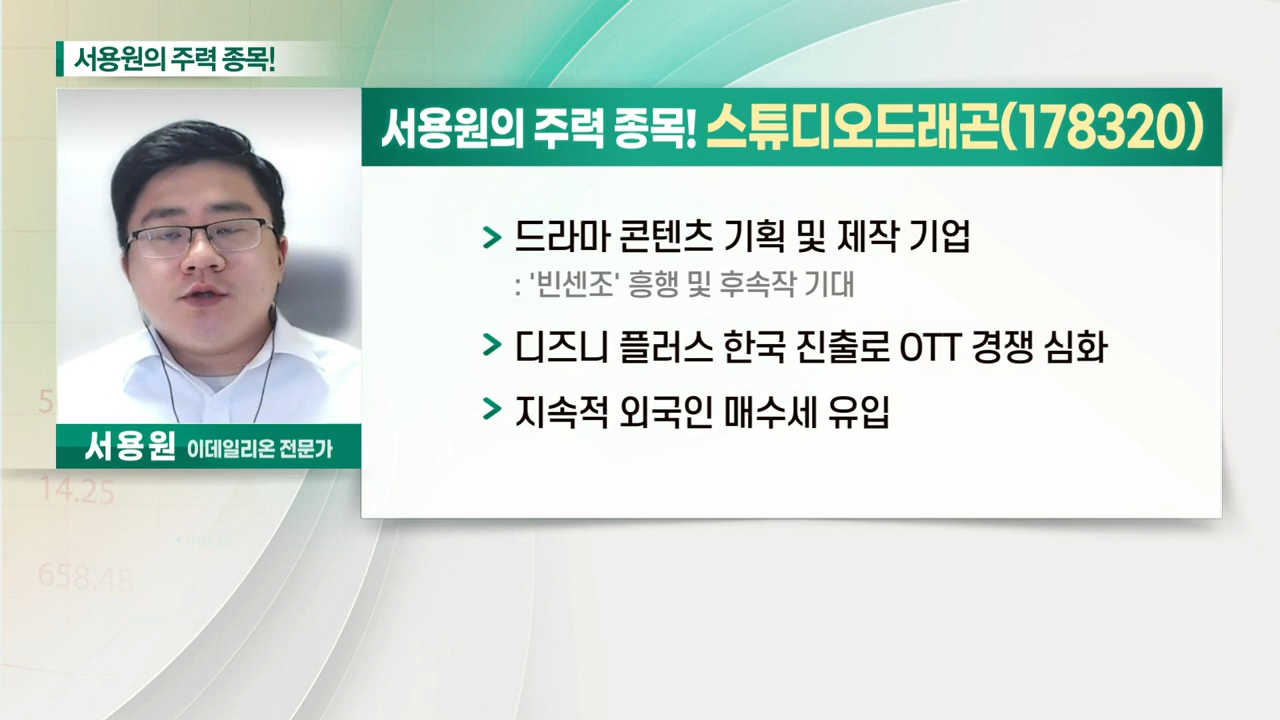 서용원의 주력 종목!
서용원의 주력 종목! 스튜디오드래곤(178320)
> 드라마 콘텐츠 기획 및 제작 기업
: '빈센조' 흥행 및 후속작 기대
> 디즈니 플러스 한국 진출로 OTT 경쟁 심화
> 지속적 외국인 매수세 유입
서용원 이데일리온 전문가
14.25
658.48